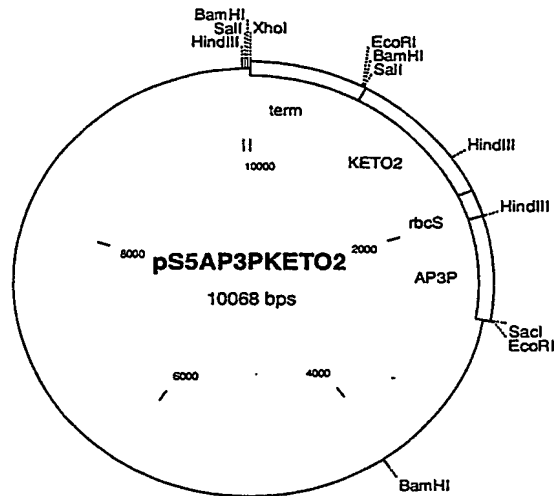 BamHI
SalI
XhoI
HindIII
EcoRI
BamHI
SalI
term
10000
KETO2
HindIII
HindIII
rbcS
2000
8000
pS5AP3PKETO2
AP3P
10068 bps
SacI
EcoRI
6000
4000
BamHI